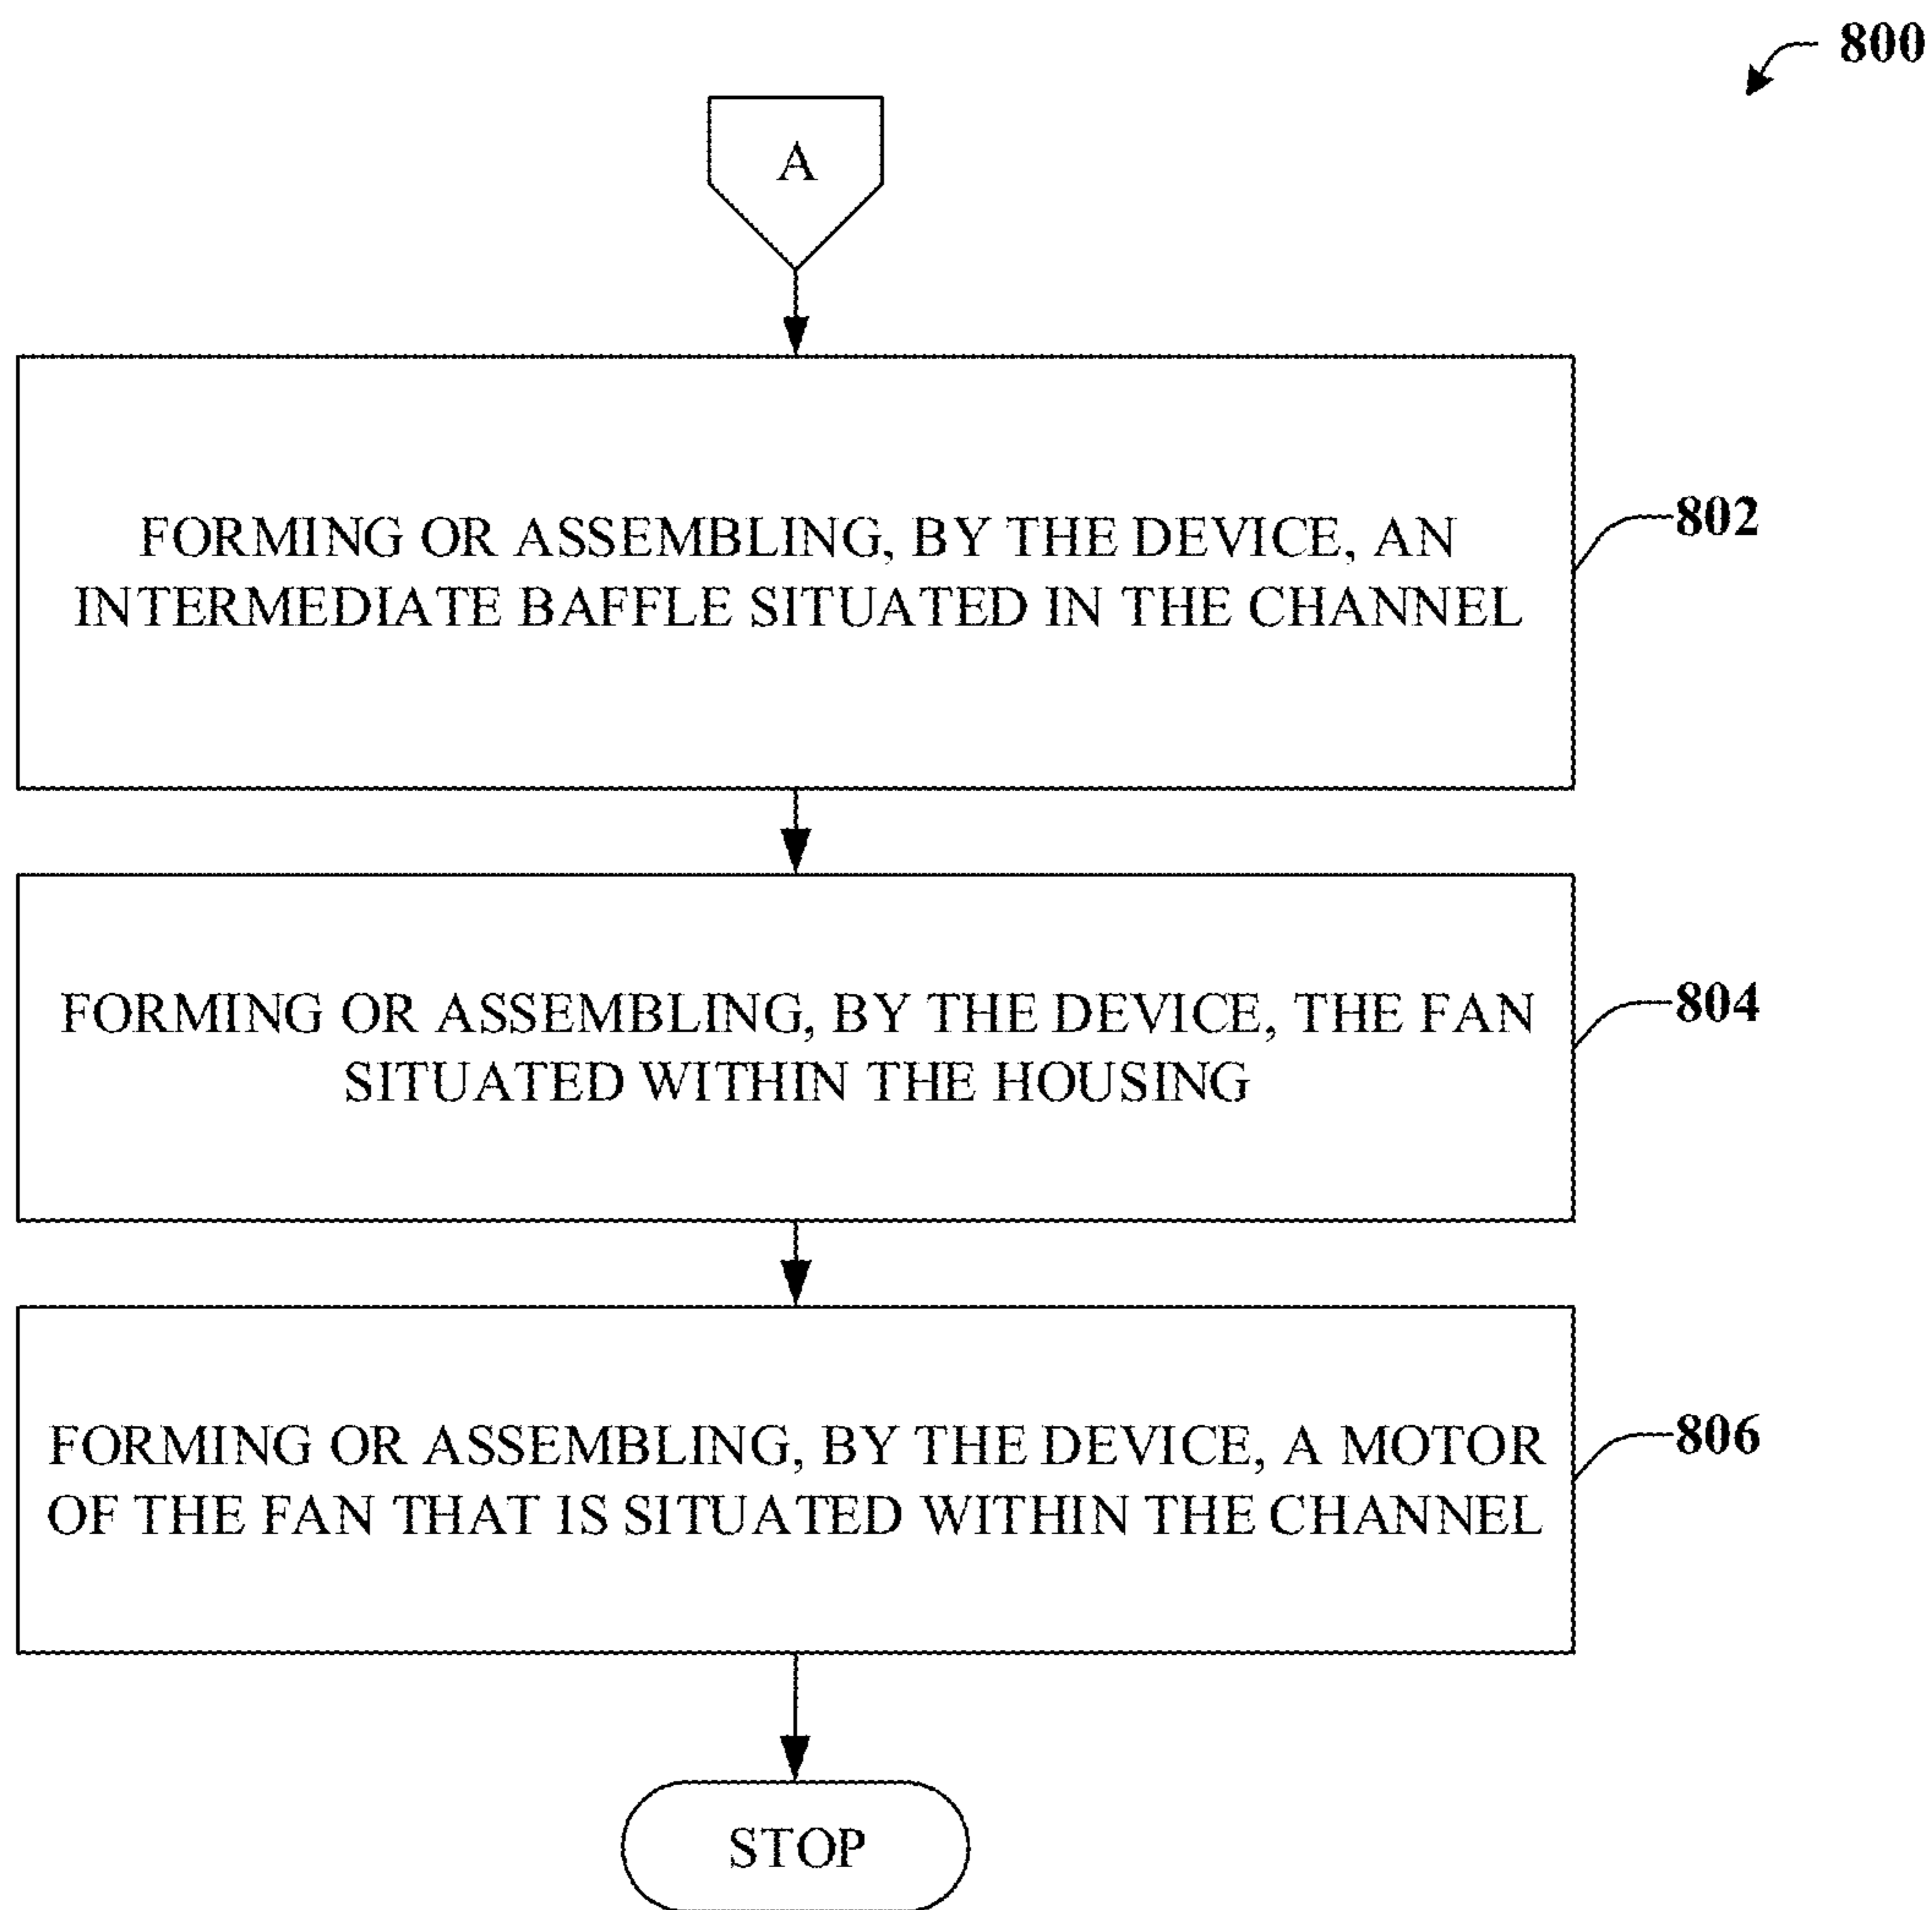 800
A
FORMING OR ASSEMBLING, BY THE DEVICE, AN
INTERMEDIATE BAFFLE SITUATED IN THE CHANNEL
802
FORMING OR ASSEMBLING, BY THE DEVICE, THE FAN
SITUATED WITHIN THE HOUSING
804
FORMING OR ASSEMBLING, BY THE DEVICE, A MOTOR
OF THE FAN THAT IS SITUATED WITHIN THE CHANNEL
806
STOP